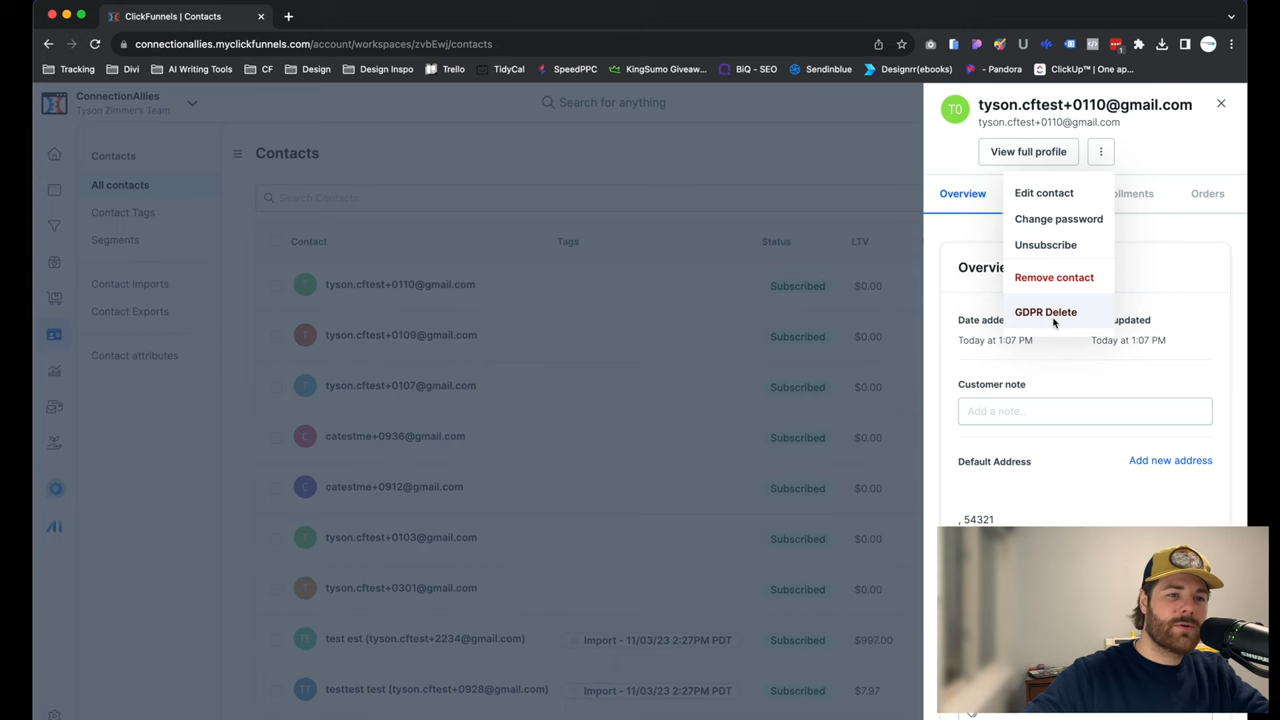 ClickFunnels | Contacts
connectionallies.myclickfunnels.com/account/workspaces/zvbEwj/contacts
Tracking Divi AI Writing Tools CF Design Design Inspo Trello TidyCal SpeedPPC KingSumo Giveaw... BiQ - SEO Sendinblue Designrr{ebooks} - Pandora ClickUp™ | One ap...
ConnectionAllies
Tyson Zimmer's Team
Search for anything
Contacts
All contacts
Contact Tags
Segments
Contact Imports
Contact Exports
Contact attributes
Contacts
Search Contacts
Contact Tags Status LTV
T tyson.cftest+0110@gmail.com Subscribed $0.00
T tyson.cftest+0109@gmail.com Subscribed $0.00
T tyson.cftest+0107@gmail.com Subscribed $0.00
C catestme+0936@gmail.com Subscribed $0.00
C catestme+0912@gmail.com Subscribed $0.00
T tyson.cftest+0103@gmail.com Subscribed $0.00
T tyson.cftest+0301@gmail.com Subscribed $0.00
TE test est (tyson.cftest+2234@gmail.com) Import - 11/03/23 2:27PM PDT Subscribed $997.00
TT testtest test (tyson.cftest+0928@gmail.com) Import - 11/03/23 2:27PM PDT Subscribed $7.97
T0
tyson.cftest+0110@gmail.com
tyson.cftest+0110@gmail.com
View full profile
Overview ollments Orders
Edit contact
Change password
Unsubscribe
Remove contact
GDPR Delete
Overvie
Date adde updated
Today at 1:07 PM Today at 1:07 PM
Customer note
Add a note..
Default Address Add new address
, 54321